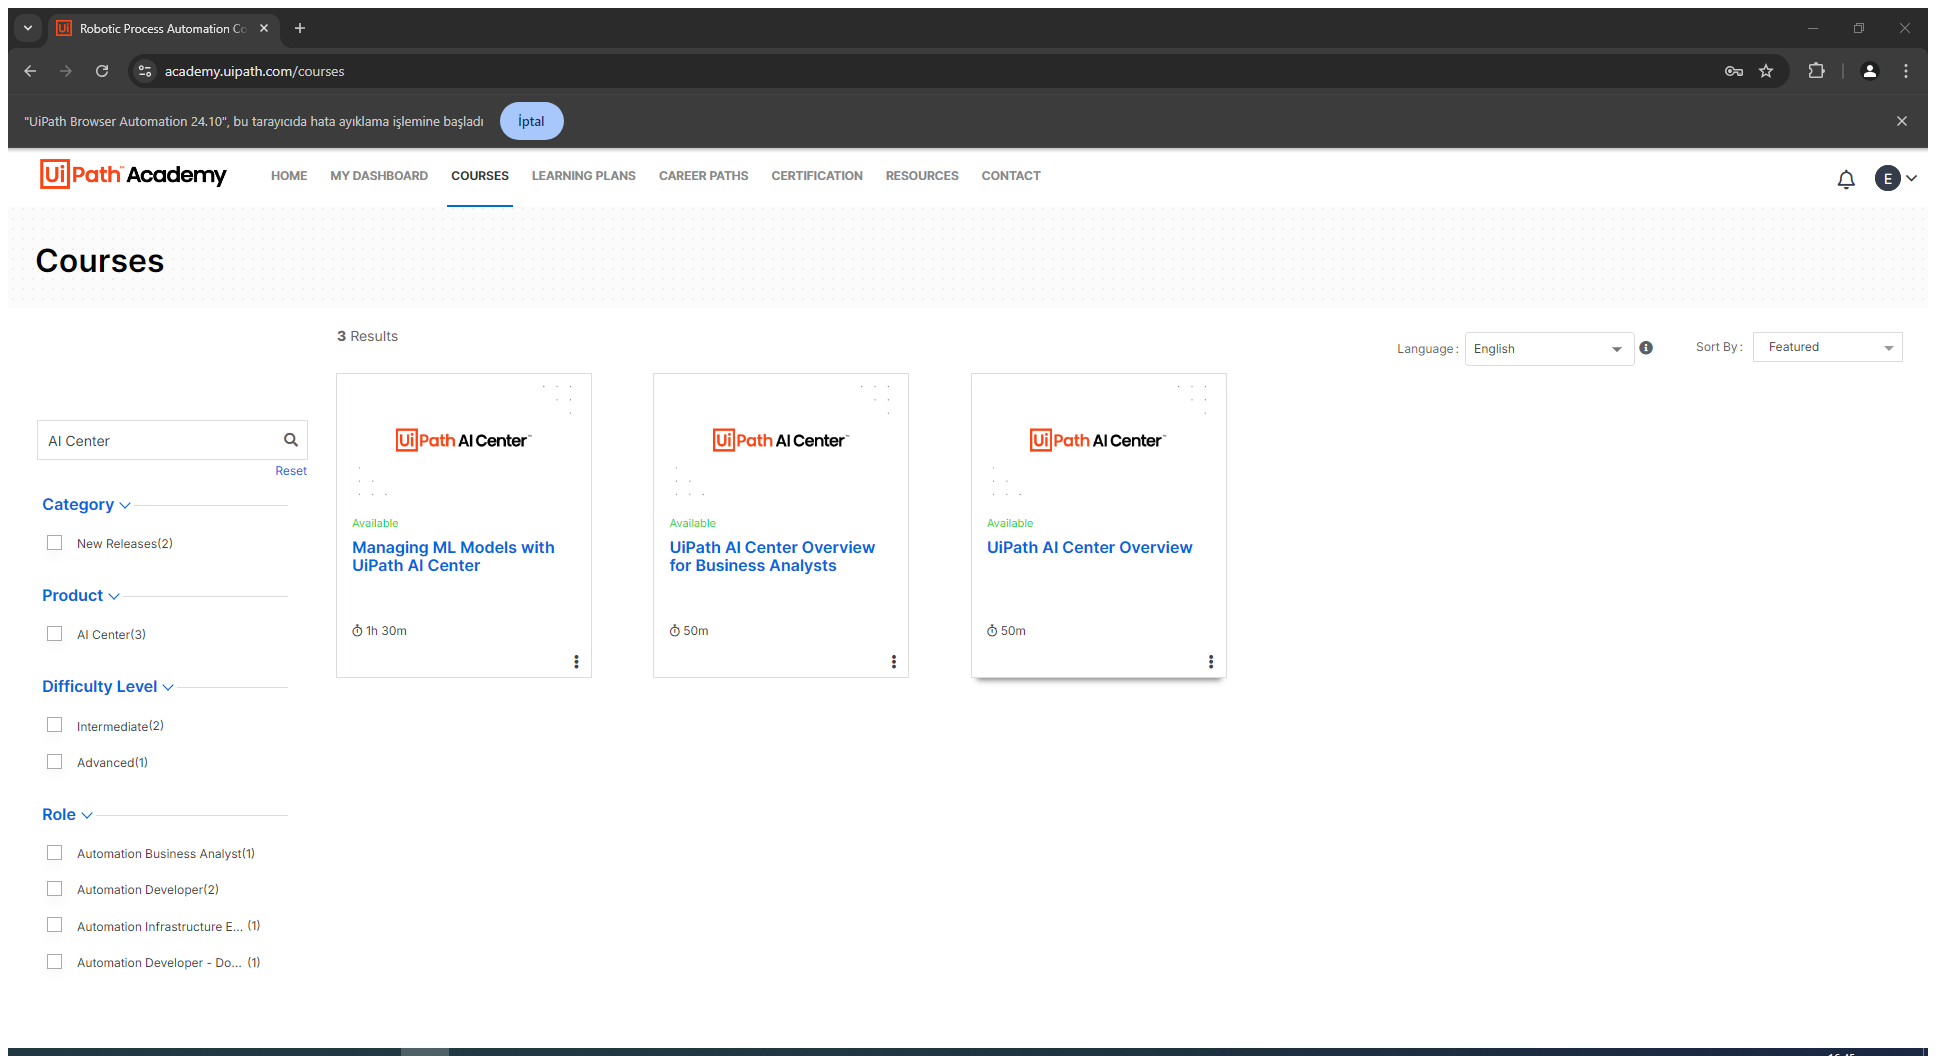 Robotic Process Automation Co
academy.uipath.com/courses
"UiPath Browser Automation 24.10", bu tarayıcıda hata ayıklama işlemine başladı
İptal
UiPath™ Academy
HOME
MY DASHBOARD
COURSES
LEARNING PLANS
CAREER PATHS
CERTIFICATION
RESOURCES
CONTACT
E
Courses
3 Results
Language:
English
Sort By:
Featured
AI Center
Reset
Category
New Releases(2)
Product
AI Center(3)
Difficulty Level
Intermediate(2)
Advanced(1)
Role
Automation Business Analyst(1)
Automation Developer(2)
Automation Infrastructure E... (1)
Automation Developer - Do... (1)
UiPath AI Center™
Available
Managing ML Models with
UiPath AI Center
1h 30m
UiPath AI Center™
Available
UiPath AI Center Overview
for Business Analysts
50m
UiPath AI Center™
Available
UiPath AI Center Overview
50m